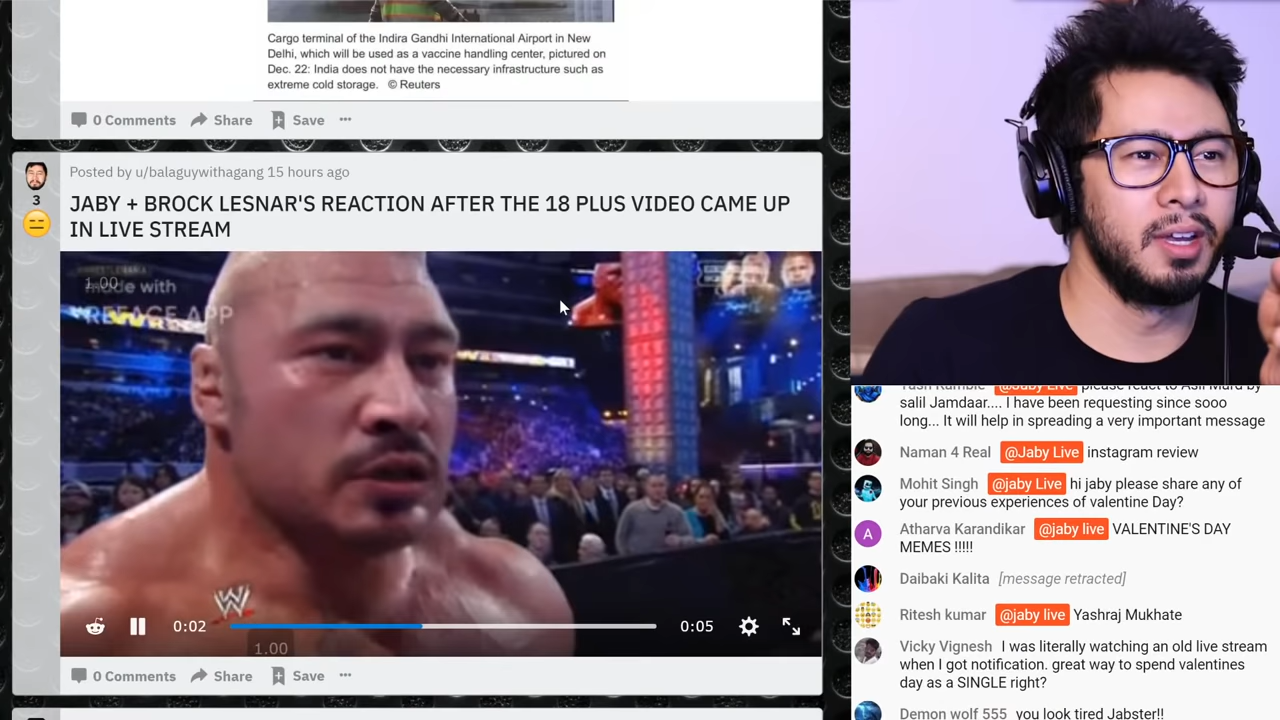 Cargo terminal of the Indira Gandhi International Airport in New
Delhi, which will be used as a vaccine handling center, pictured on
Dec. 22: India does not have the necessary infrastructure such as
extreme cold storage. © Reuters
0 Comments Share Save
Posted by u/balaguywithagang 15 hours ago
3
JABY + BROCK LESNAR'S REACTION AFTER THE 18 PLUS VIDEO CAME UP
IN LIVE STREAM
1.00
made with
REFACE APP
W
0:02
0:05
1.00
0 Comments Share Save
Yash Kamble @Jaby Live please react to Asli Mard by
salil Jamdaar.... I have been requesting since sooo
long... It will help in spreading a very important message
Naman 4 Real @Jaby Live instagram review
Mohit Singh @jaby Live hi jaby please share any of
your previous experiences of valentine Day?
A
Atharva Karandikar @jaby live VALENTINE'S DAY
MEMES !!!!!
Daibaki Kalita [message retracted]
Ritesh kumar @jaby live Yashraj Mukhate
Vicky Vignesh I was literally watching an old live stream
when I got notification. great way to spend valentines
day as a SINGLE right?
Demon wolf 555 you look tired Jabster!!